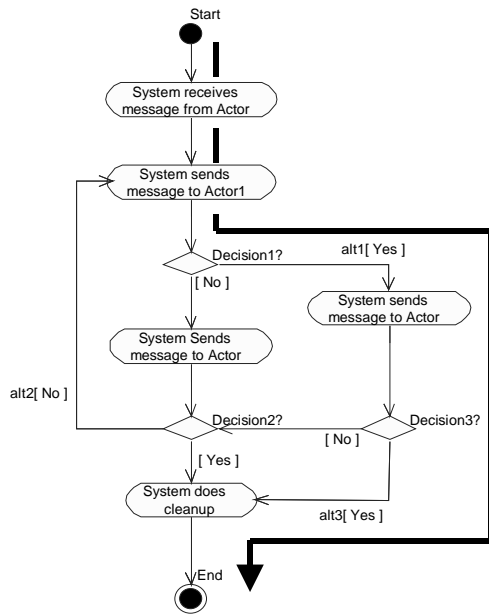 Start
System receives
message from Actor
System sends
message to Actor1
Decision1?
alt1[ Yes ]
[ No ]
System sends
message to Actor
System Sends
message to Actor
alt2[ No ]
Decision2?
Decision3?
[ No ]
[ Yes ]
System does
cleanup
alt3[ Yes ]
End